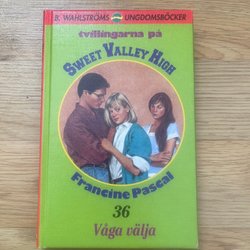 B. WAHLSTRÖMS UNGDOMSBÖCKER
tvillingarna på
SWEET VALLEY HIGH
Francine Pascal
36
Våga välja